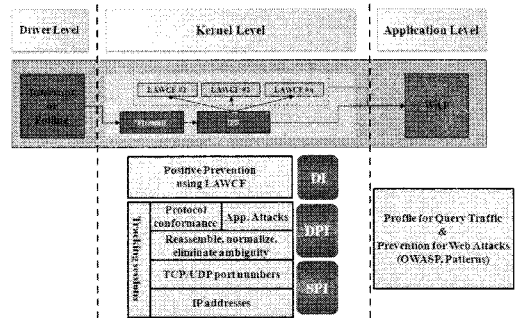 Driver Level
Kernel Level
Application Level
LAWCF #2
LAWCF #3
LAWCF #n
Firewall
WAF
Positive Prevention
using LAWCF
DI
Tracking sessions
Protocol
conformance
App. Attacks
DPI
Reassemble, normalize,
eliminate ambiguity
TCP, UDP port numbers
SPI
IP addresses
Profile for Query Traffic
&
Prevention for Web Attacks
(OWASP, Patterns)